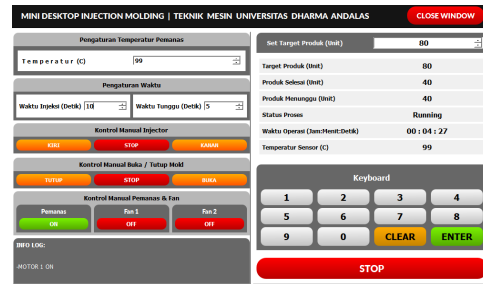 MINI DESKTOP INJECTION MOLDING | TEKNIK MESIN UNIVERSITAS DHARMA ANDALAS
CLOSE WINDOW
Pengaturan Temperatur Pemanas
Temperatur (C) 99
Pengaturan Waktu
Waktu Injeksi (Detik) 10 Waktu Tunggu (Detik) 5
Kontrol Manual Injector
KIRI STOP KANAN
Kontrol Manual Buka / Tutup Mold
TUTUP STOP BUKA
Kontrol Manual Pemanas & Fan
Pemanas Fan 1 Fan 2
ON OFF OFF
INFO LOG:
-MOTOR 1 ON
Set Target Produk (Unit) 80
Target Produk (Unit) 80
Produk Selesai (Unit) 40
Produk Menunggu (Unit) 40
Status Proses Running
Waktu Operasi (Jam:Menit:Detik) 00 : 04 : 27
Temperatur Sensor (C) 99
Keyboard
1 2 3 4
5 6 7 8
9 0 CLEAR ENTER
STOP